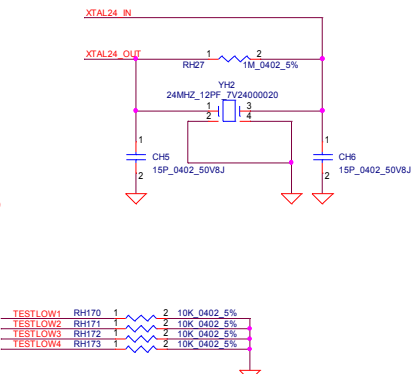 XTAL24_IN
XTAL24_OUT 1 2
RH27 1M_0402_5%
YH2
24MHZ_12PF_7V24000020
1 3
2 4
1 1
CH5 CH6
2 15P_0402_50V8J 2 15P_0402_50V8J
TESTLOW1 RH170 1 2 10K_0402_5%
TESTLOW2 RH171 1 2 10K_0402_5%
TESTLOW3 RH172 1 2 10K_0402_5%
TESTLOW4 RH173 1 2 10K_0402_5%